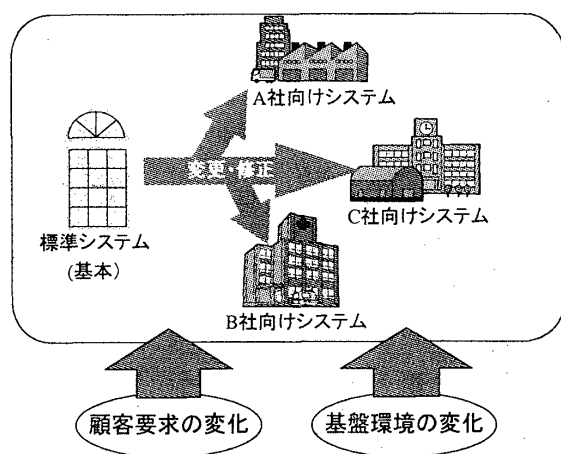 A社向けシステム
変更・修正
C社向けシステム
標準システム
(基本)
B社向けシステム
顧客要求の変化
基盤環境の変化